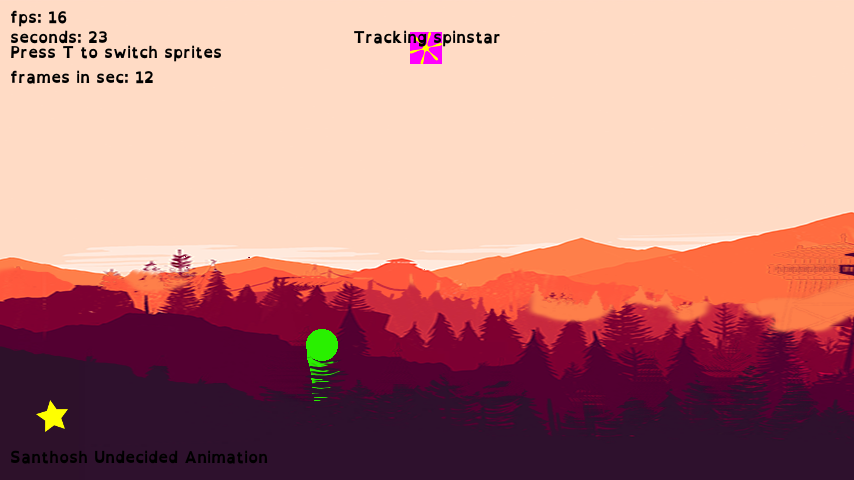 fps: 16
seconds: 23
Press T to switch sprites
frames in sec: 12
Tracking spinstar
Santhosh Undecided Animation